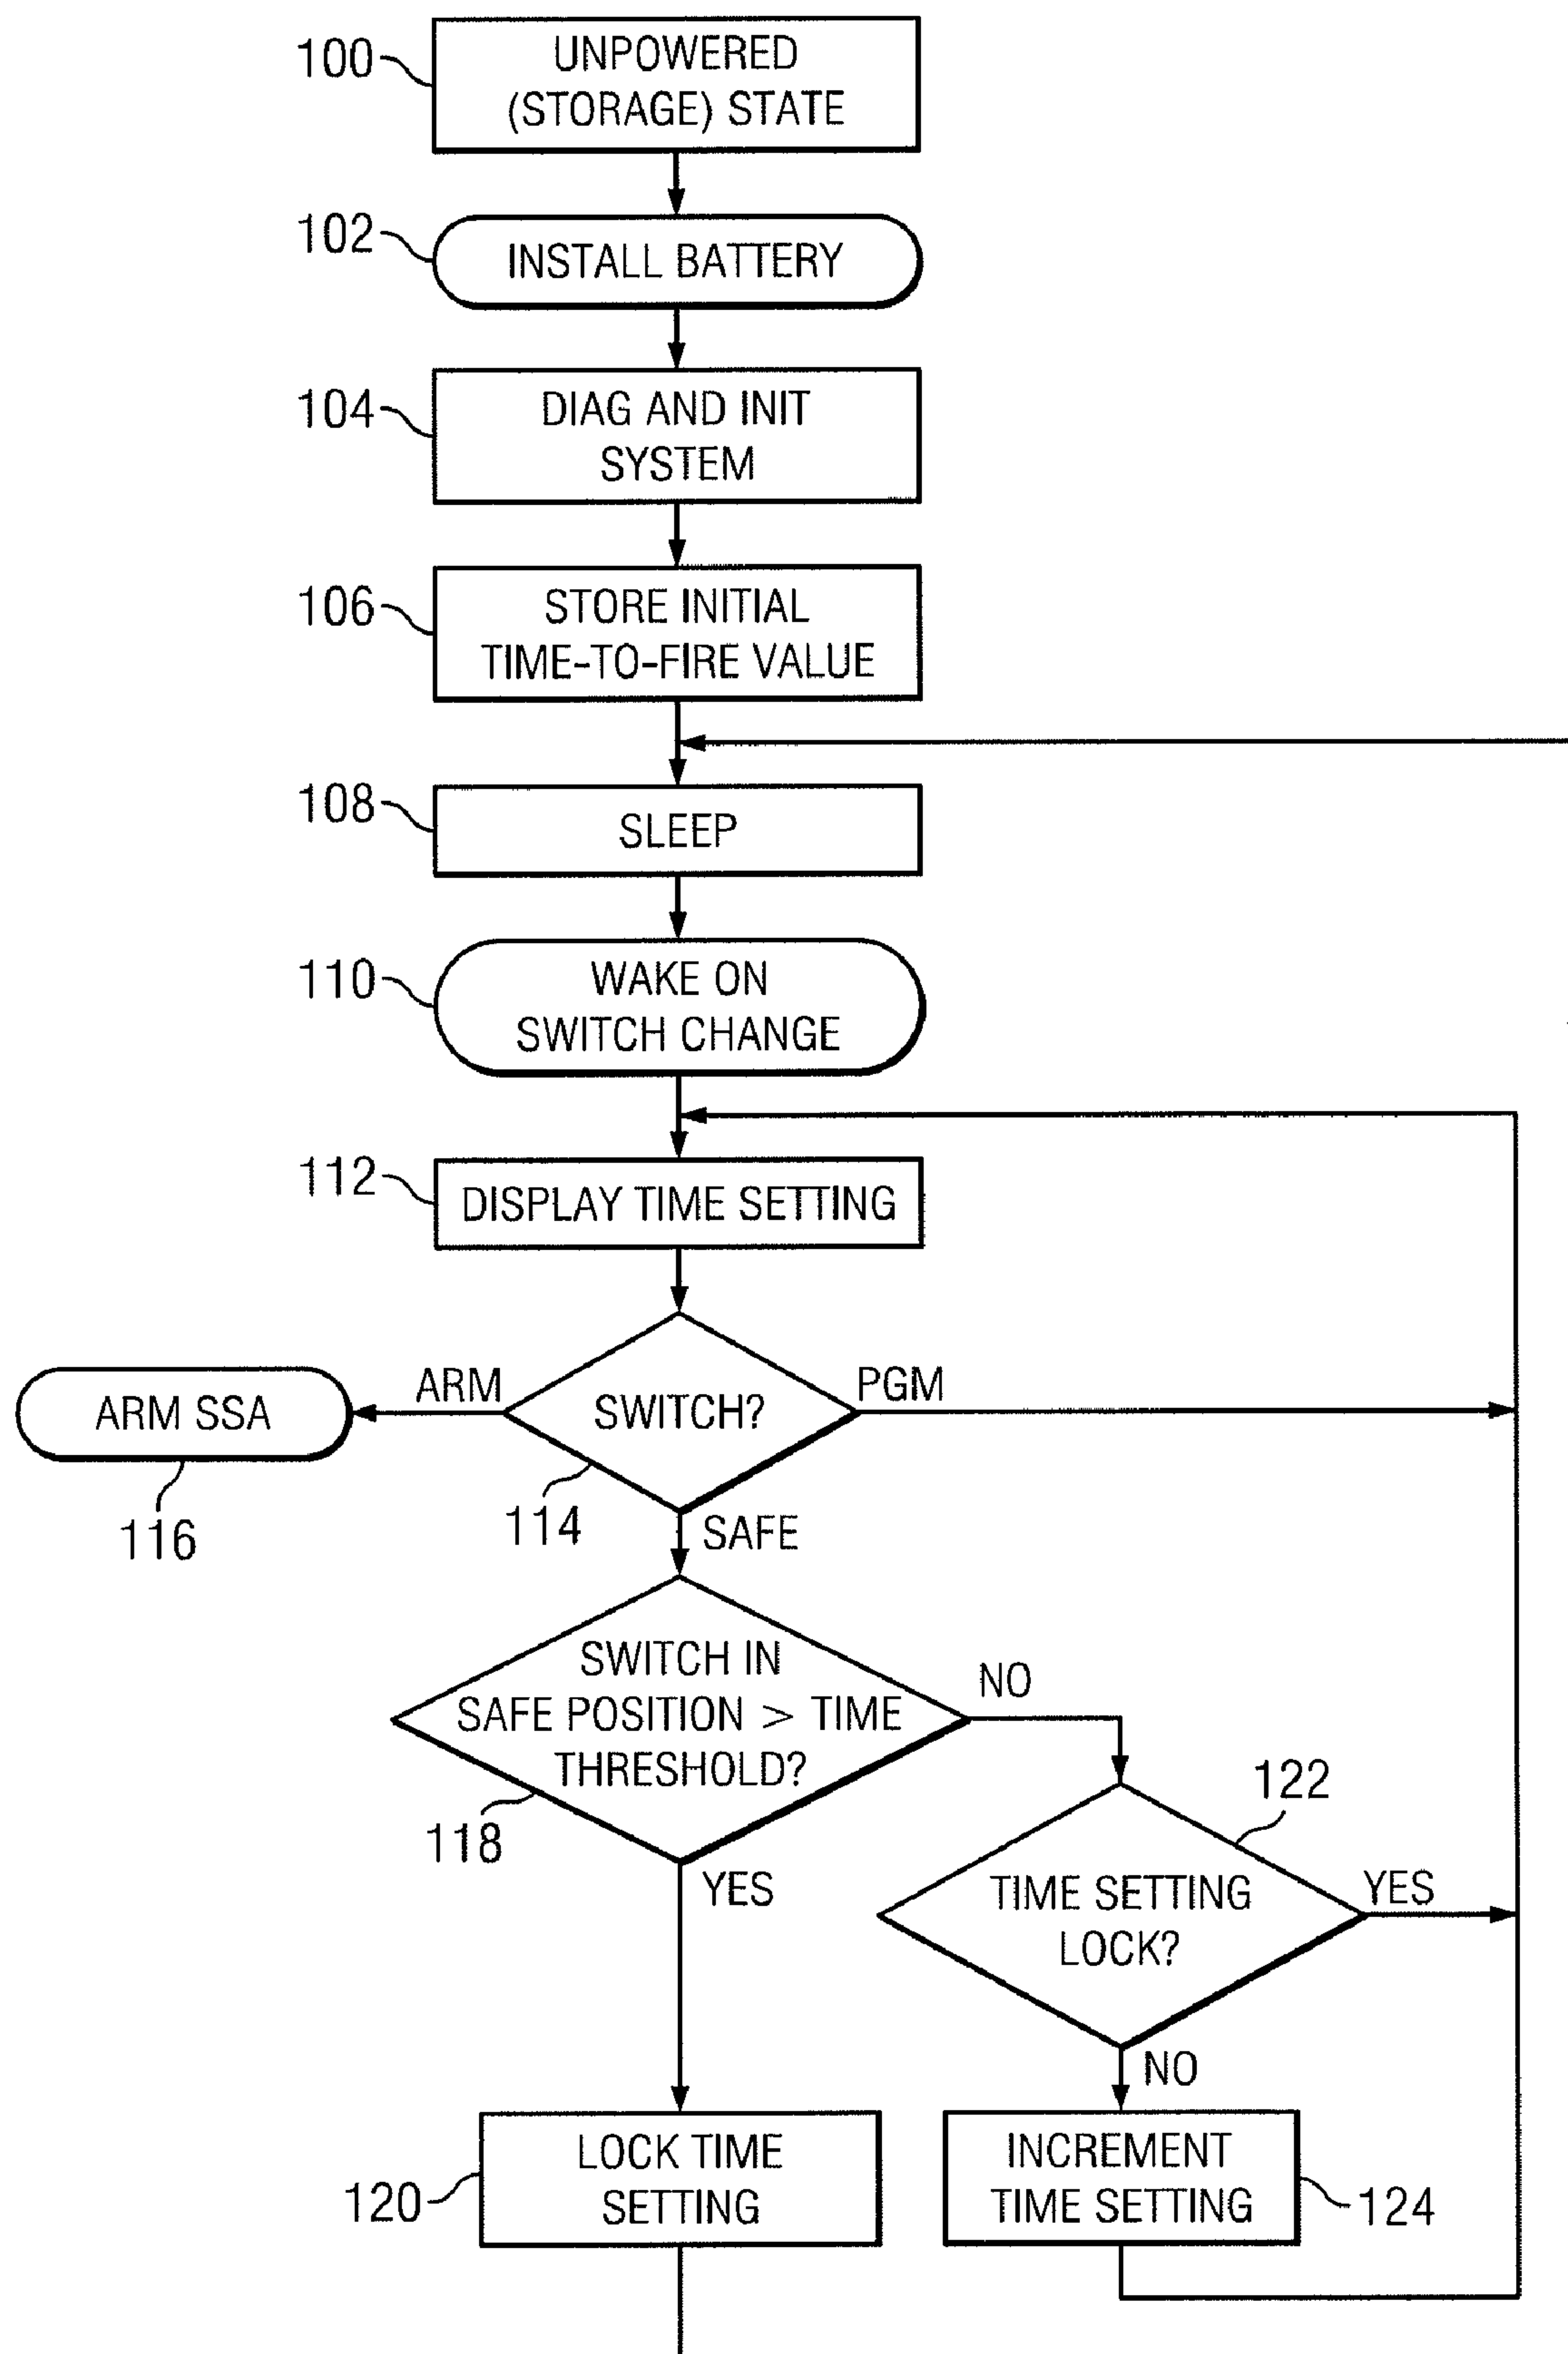 100
UNPOWERED
(STORAGE) STATE
102
INSTALL BATTERY
104
DIAG AND INIT
SYSTEM
106
STORE INITIAL
TIME-TO-FIRE VALUE
108
SLEEP
110
WAKE ON
SWITCH CHANGE
112
DISPLAY TIME SETTING
ARM SSA
ARM
SWITCH?
PGM
116
114
SAFE
SWITCH IN
SAFE POSITION > TIME
THRESHOLD?
NO
118
122
YES
TIME SETTING
LOCK?
YES
NO
LOCK TIME
SETTING
120
INCREMENT
TIME SETTING
124